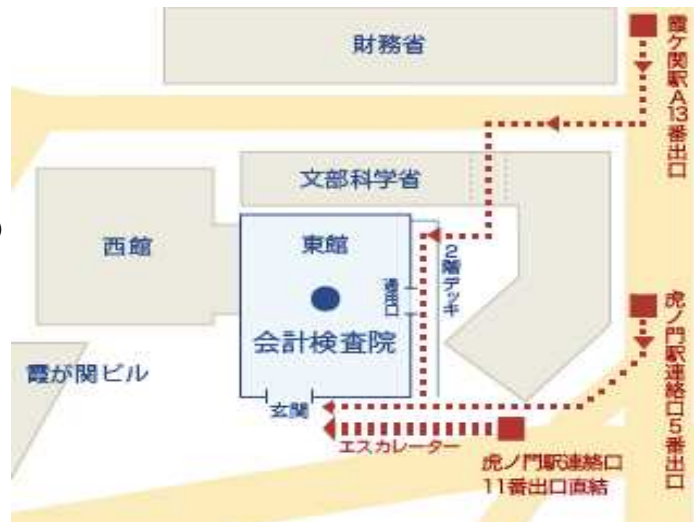 財務省
霞ケ関駅A13番出口
文部科学省
西館
東館
2階デッキ
通用口
会計検査院
霞が関ビル
玄関
エスカレーター
虎ノ門駅連絡口5番出口
虎ノ門駅連絡口
11番出口直結